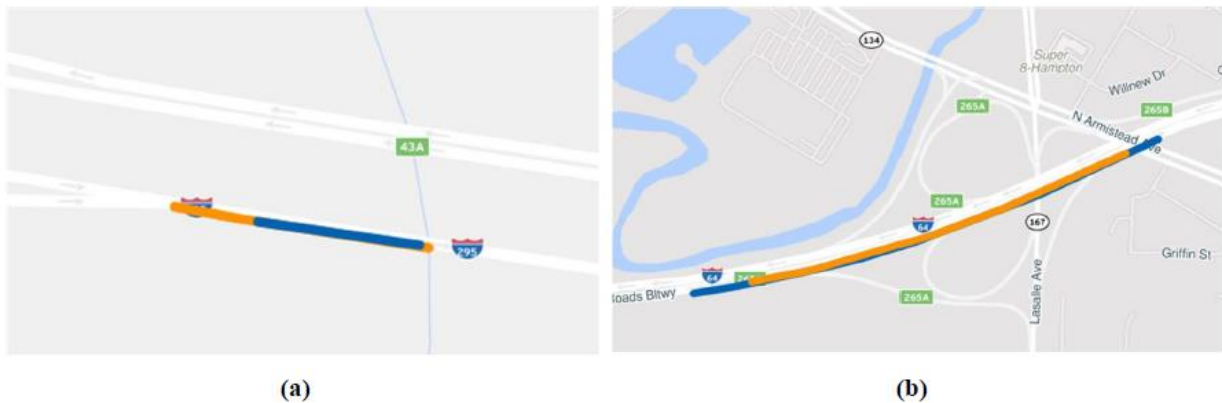 43A
295
134
Super
8-Hampton
Willnew Dr
265A
265B
N Armistead Ave
265A
64
167
Griffin St
64
oads Bltwy
265A
Lasalle Ave
(a)
(b)